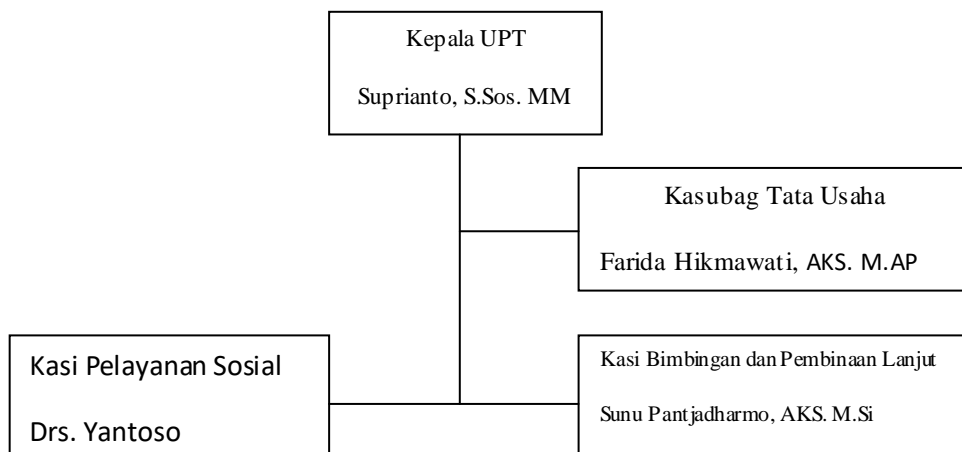 Kepala UPT
Suprianto, S.Sos. MM
Kasubag Tata Usaha
Farida Hikmawati, AKS. M.AP
Kasi Pelayanan Sosial
Drs. Yantoso
Kasi Bimbingan dan Pembinaan Lanjut
Sunu Pantjadharmo, AKS. M.Si